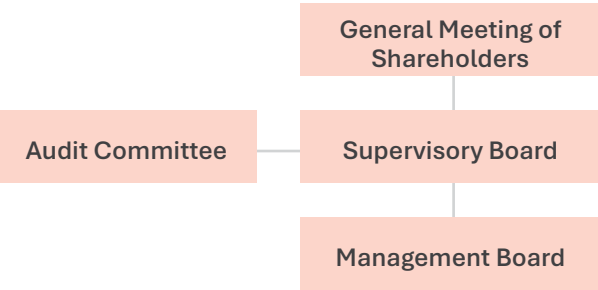 General Meeting of
Shareholders
Audit Committee
Supervisory Board
Management Board